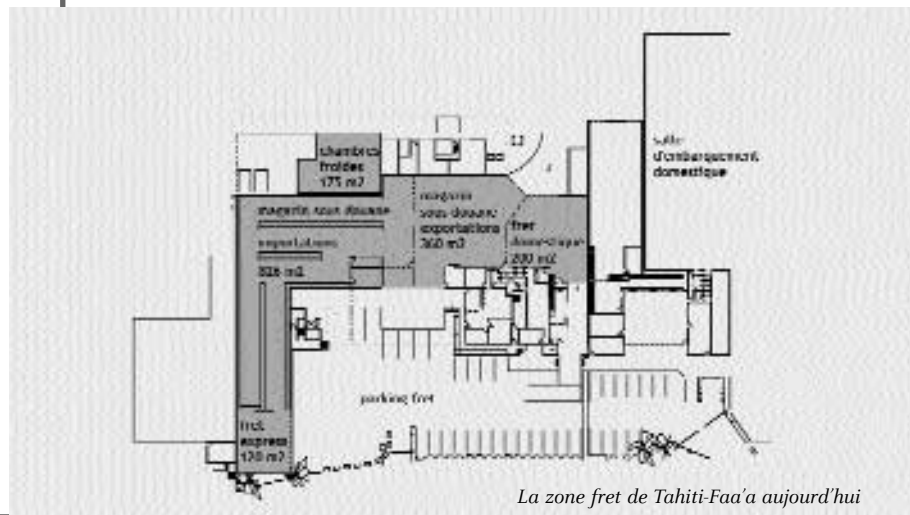 chambres
froides
175 m2
magasin sous douane
exportations
826 m2
magasin
sous-douane
exportations
360 m2
fret
domestique
200 m2
salle
d'embarquement
domestique
parking fret
fret
express
120 m2
La zone fret de Tahiti-Faa'a aujourd'hui